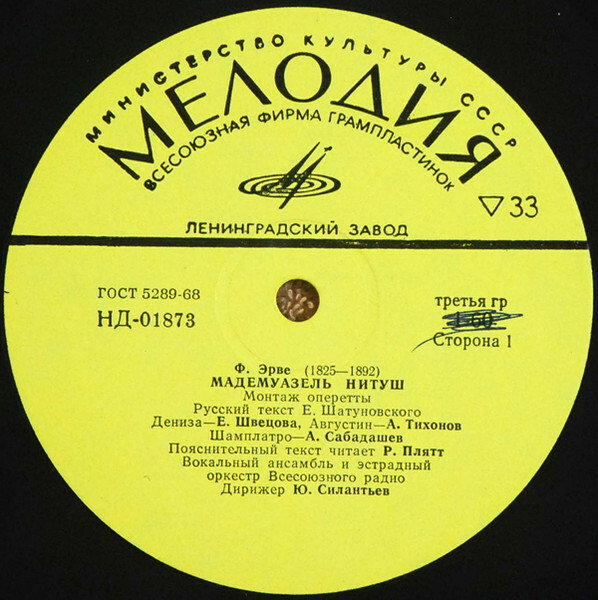 МИНИСТЕРСТВО КУЛЬТУРЫ СССР
МЕЛОДИЯ
ВСЕСОЮЗНАЯ ФИРМА ГРАМПЛАСТИНОК
33
ЛЕНИНГРАДСКИЙ ЗАВОД
ГОСТ 5289-68
НД-01873
третья гр
1-60
Сторона 1
Ф. Эрве (1825—1892)
МАДЕМУАЗЕЛЬ НИТУШ
Монтаж оперетты
Русский текст Е. Шатуновского
Дениза—Е. Швецова, Августин—А. Тихонов
Шамплатро—А. Сабадашев
Пояснительный текст читает Р. Плятт
Вокальный ансамбль и эстрадный
оркестр Всесоюзного радио
Дирижер Ю. Силантьев